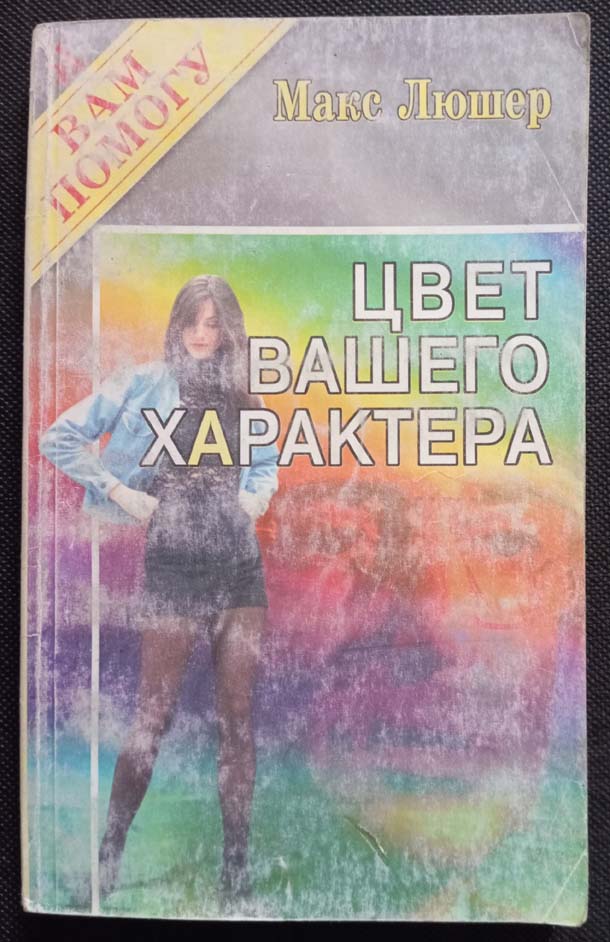 ВАМ
ПОМОГУ
Макс Люшер
ЦВЕТ
ВАШЕГО
ХАРАКТЕРА